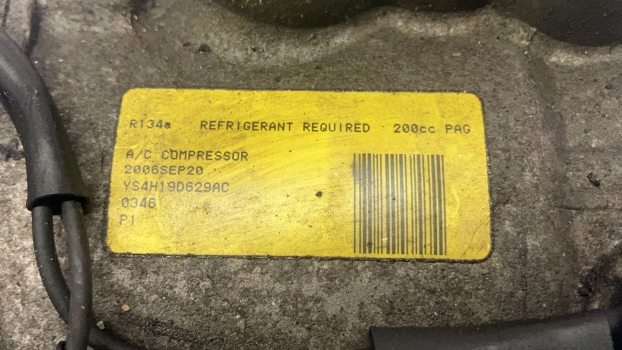 R134a REFRIGERANT REQUIRED 200cc PAG
A/C COMPRESSOR
2006SEP20
YS4H19D629AC
0346
P1